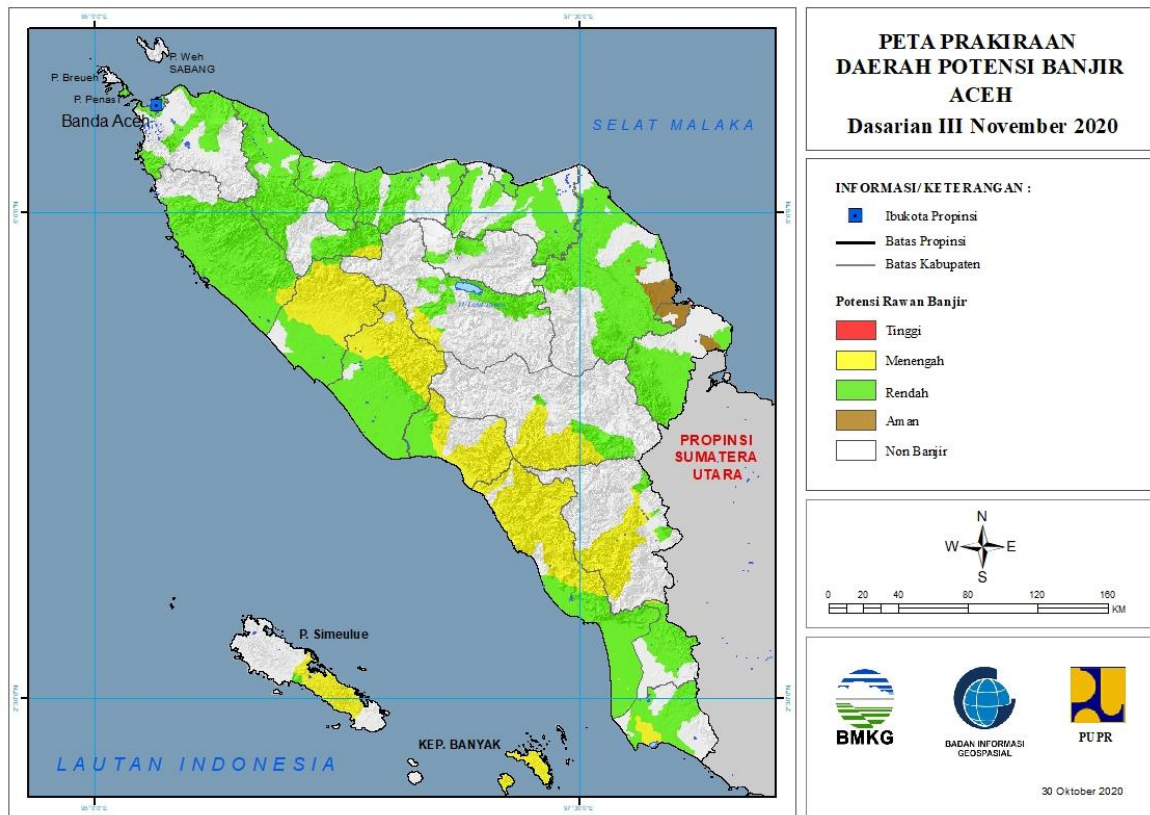 PETA PRAKIRAAN
DAERAH POTENSI BANJIR
ACEH
Dasarian III November 2020
INFORMASI/ KETERANGAN :
Ibukota Propinsi
Batas Propinsi
Batas Kabupaten
Potensi Rawan Banjir
Tinggi
Menengah
Rendah
Aman
Non Banjir
N
W E
S
0 20 40 80 120 160
KM
BMKG
BADAN INFORMASI
GEOSPASIAL
PUPR
30 Oktober 2020
P. Weh
SABANG
P. Breueh
Banda Aceh
SELAT MALAKA
PROPINSI
SUMATERA
UTARA
P. Simeulue
KEP. BANYAK
LAUTAN INDONESIA